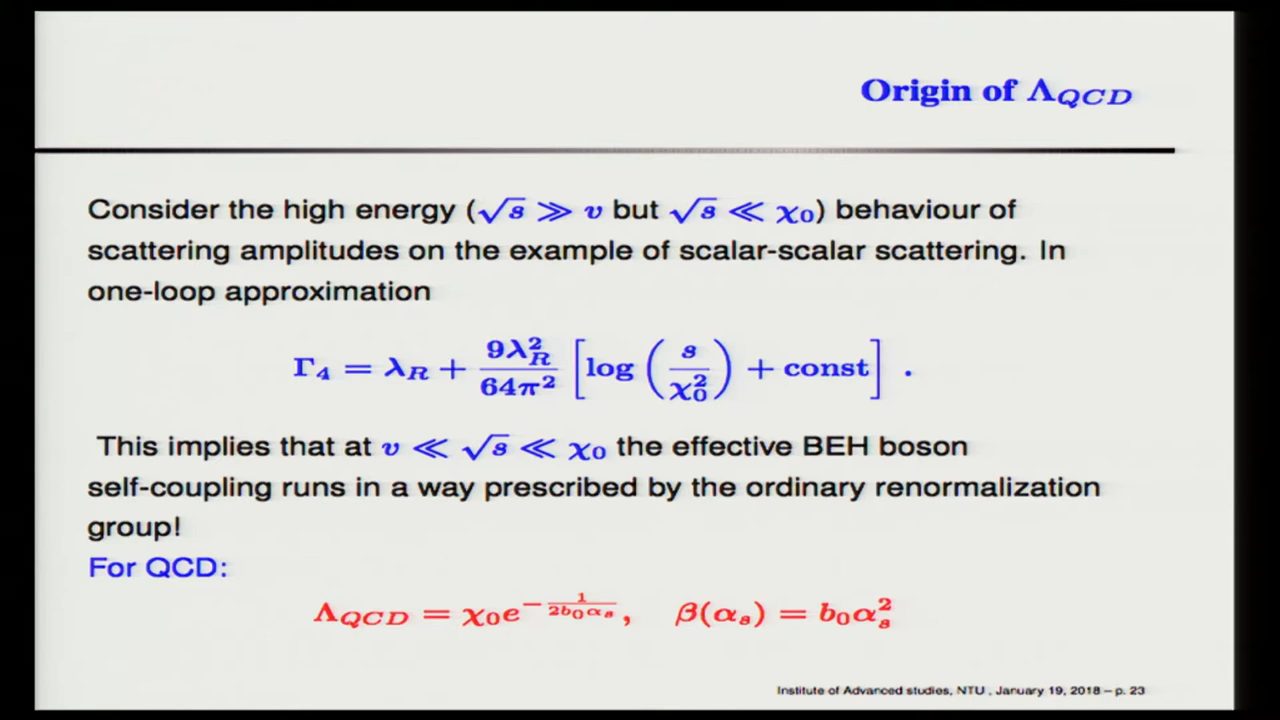 Origin of Λ_QCD
Consider the high energy (√s ≫ v but √s ≪ χ₀) behaviour of
scattering amplitudes on the example of scalar-scalar scattering. In
one-loop approximation
Γ₄ = λ_R + 9λ_R²/64π² [log (s/χ₀²) + const] .
This implies that at v ≪ √s ≪ χ₀ the effective BEH boson
self-coupling runs in a way prescribed by the ordinary renormalization
group!
For QCD:
Λ_QCD = χ₀e^{−1/(2b₀α_s)}, β(α_s) = b₀α_s²
Institute of Advanced studies, NTU , January 19, 2018 – p. 23